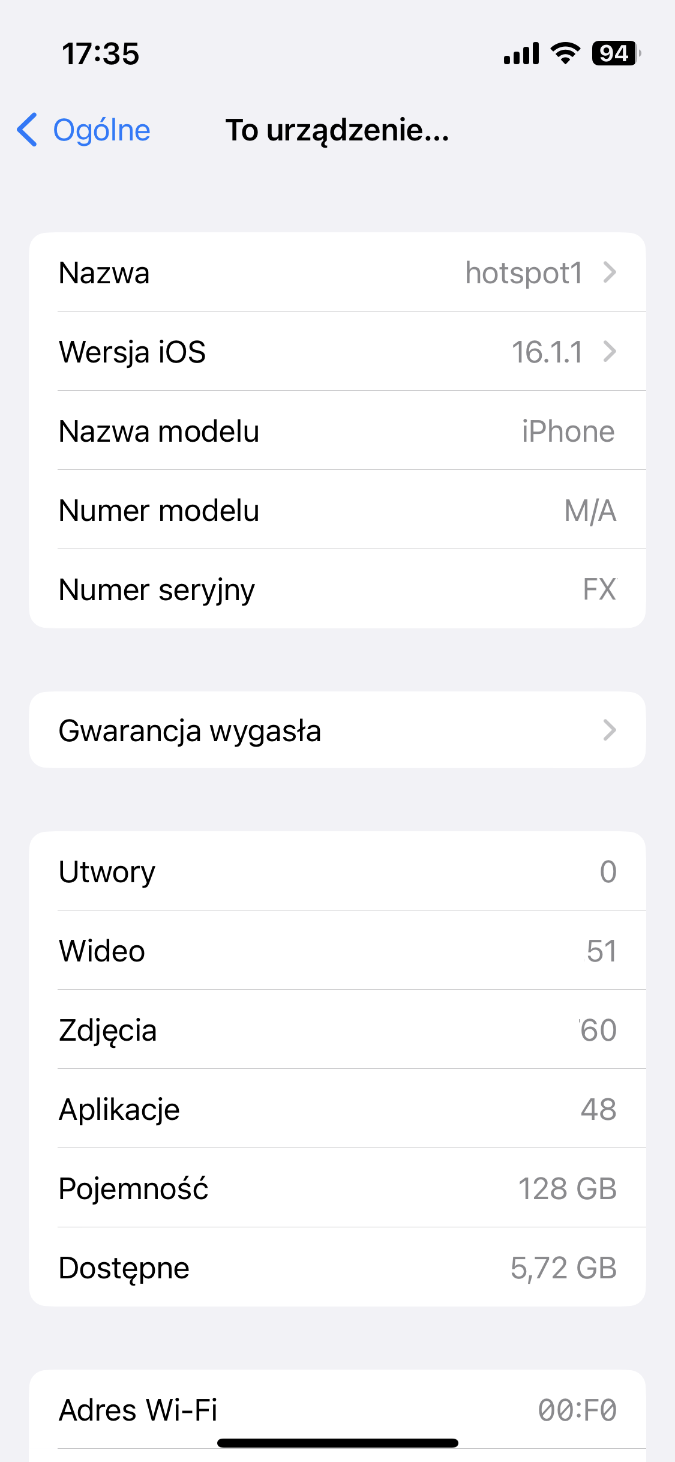 17:35
94
Ogólne
To urządzenie...
Nazwa
hotspot1
Wersja iOS
16.1.1
Nazwa modelu
iPhone
Numer modelu
M/A
Numer seryjny
FX
Gwarancja wygasła
Utwory
0
Wideo
51
Zdjęcia
60
Aplikacje
48
Pojemność
128 GB
Dostępne
5,72 GB
Adres Wi-Fi
00:F0